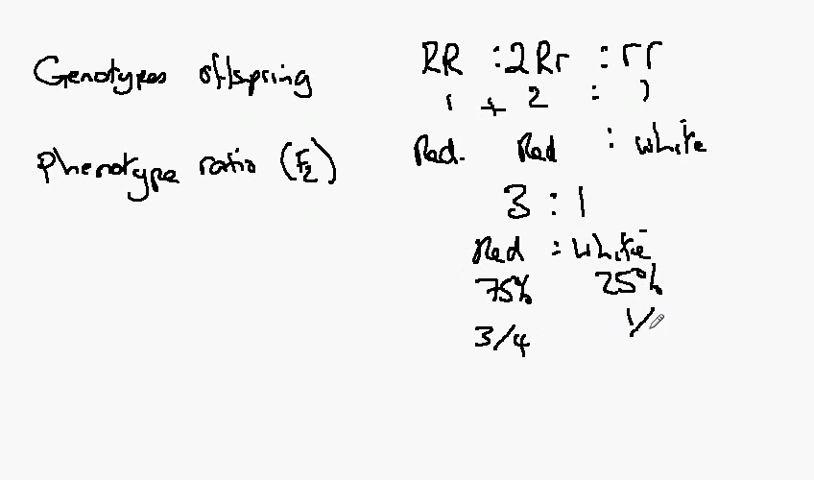 Genotypes offspring RR : 2Rr : rr
1 + 2 : 1
Phenotype ratio (F2) Red. Red : white
3 : 1
Red : white
75% 25%
3/4 1/